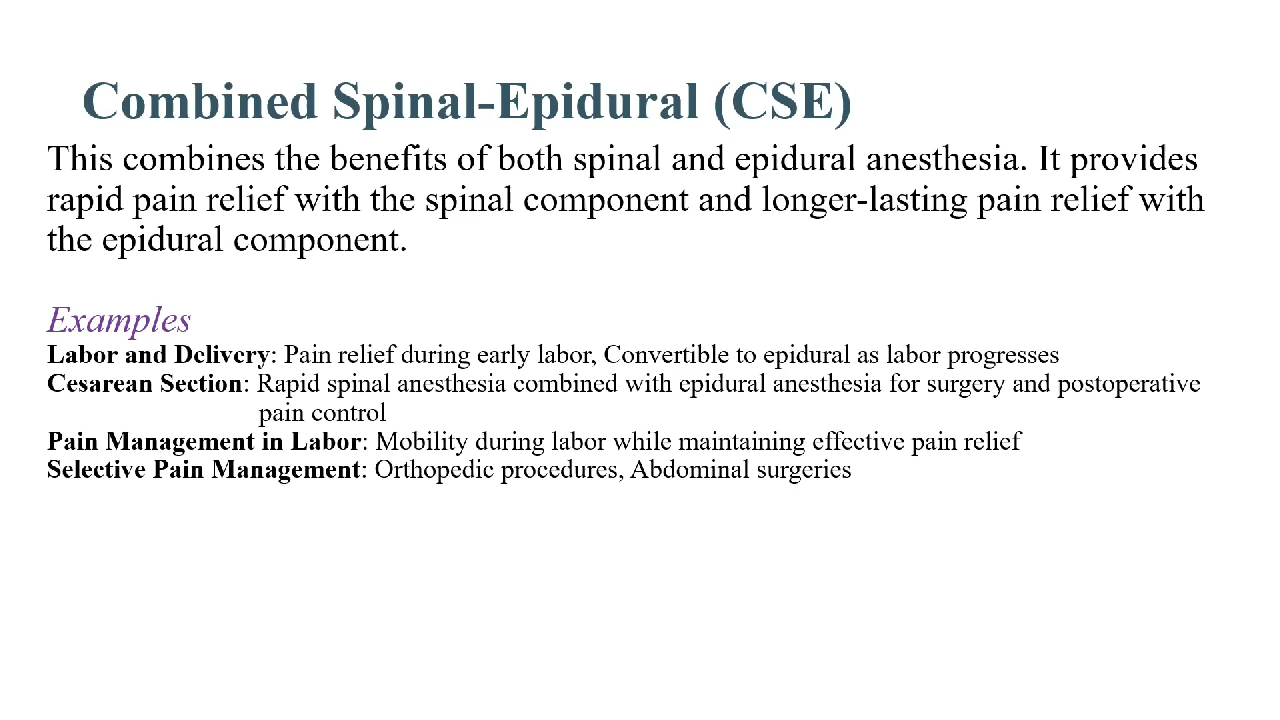 Combined Spinal-Epidural (CSE)
This combines the benefits of both spinal and epidural anesthesia. It provides
rapid pain relief with the spinal component and longer-lasting pain relief with
the epidural component.
Examples
Labor and Delivery: Pain relief during early labor, Convertible to epidural as labor progresses
Cesarean Section: Rapid spinal anesthesia combined with epidural anesthesia for surgery and postoperative
pain control
Pain Management in Labor: Mobility during labor while maintaining effective pain relief
Selective Pain Management: Orthopedic procedures, Abdominal surgeries